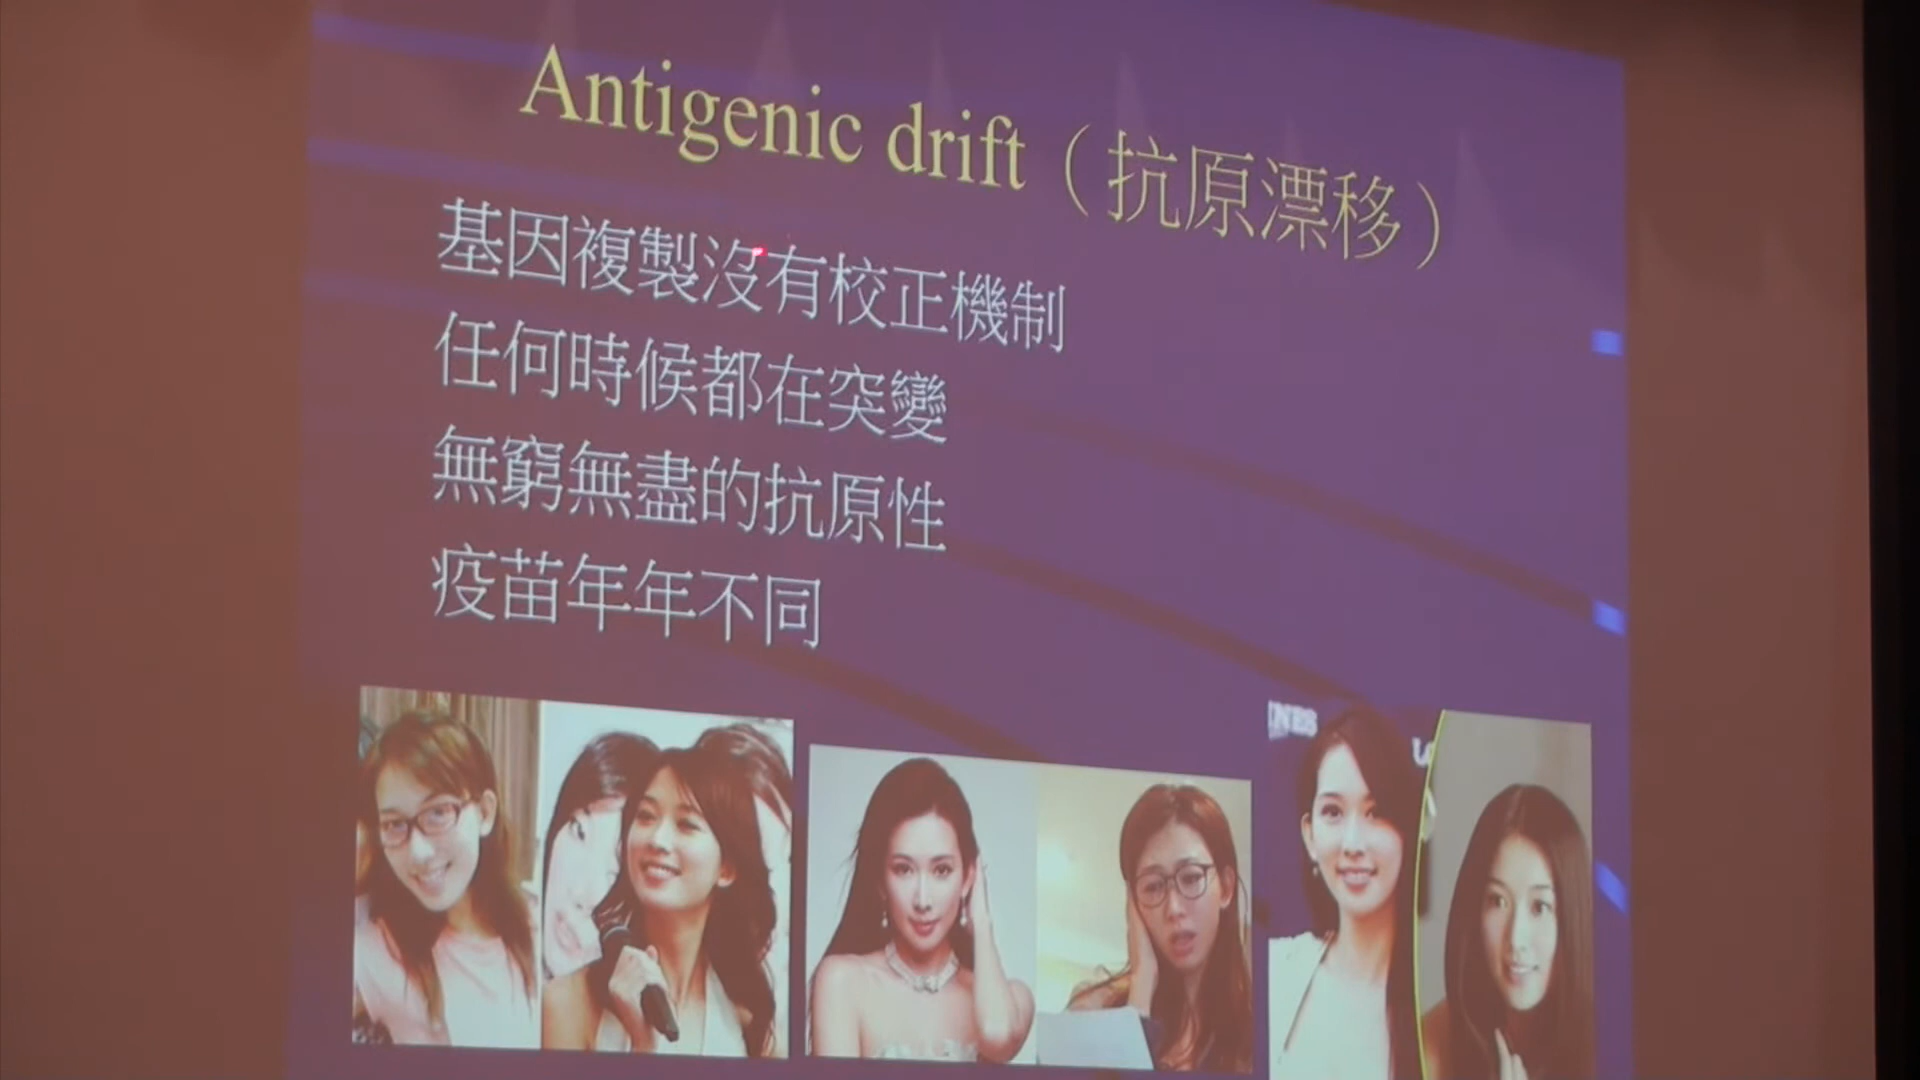 Antigenic drift（抗原漂移）
基因複製沒有校正機制
任何時候都在突變
無窮無盡的抗原性
疫苗年年不同